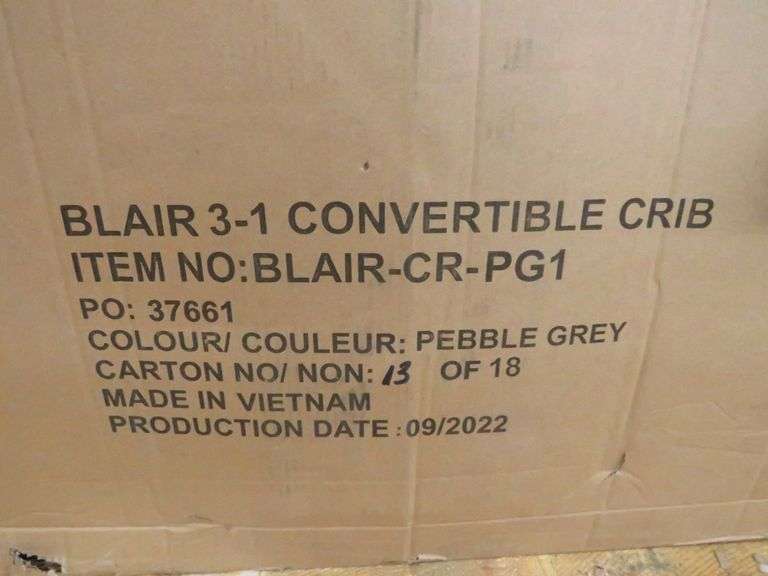 BLAIR 3-1 CONVERTIBLE CRIB
ITEM NO:BLAIR-CR-PG1
PO: 37661
COLOUR/ COULEUR: PEBBLE GREY
CARTON NO/ NON: 13 OF 18
MADE IN VIETNAM
PRODUCTION DATE : 09/2022